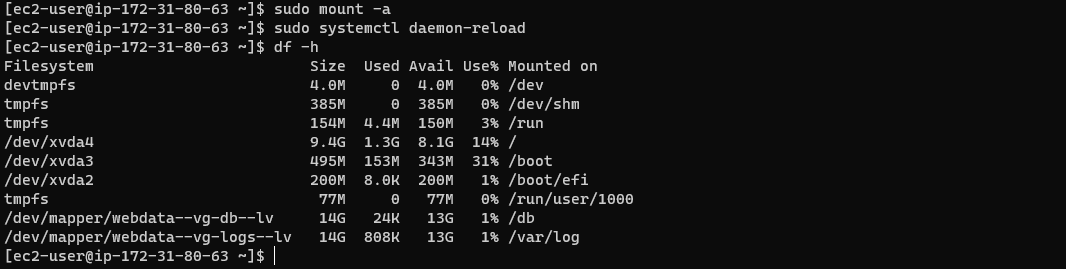 [ec2-user@ip-172-31-80-63 ~]$ sudo mount -a
[ec2-user@ip-172-31-80-63 ~]$ sudo systemctl daemon-reload
[ec2-user@ip-172-31-80-63 ~]$ df -h
Filesystem                        Size  Used Avail Use% Mounted on
devtmpfs                          4.0M     0  4.0M   0% /dev
tmpfs                             385M     0  385M   0% /dev/shm
tmpfs                             154M  4.4M  150M   3% /run
/dev/xvda4                        9.4G  1.3G  8.1G  14% /
/dev/xvda3                        495M  153M  343M  31% /boot
/dev/xvda2                        200M  8.0K  200M   1% /boot/efi
tmpfs                              77M     0   77M   0% /run/user/1000
/dev/mapper/webdata--vg-db--lv     14G   24K   13G   1% /db
/dev/mapper/webdata--vg-logs--lv   14G  808K   13G   1% /var/log
[ec2-user@ip-172-31-80-63 ~]$